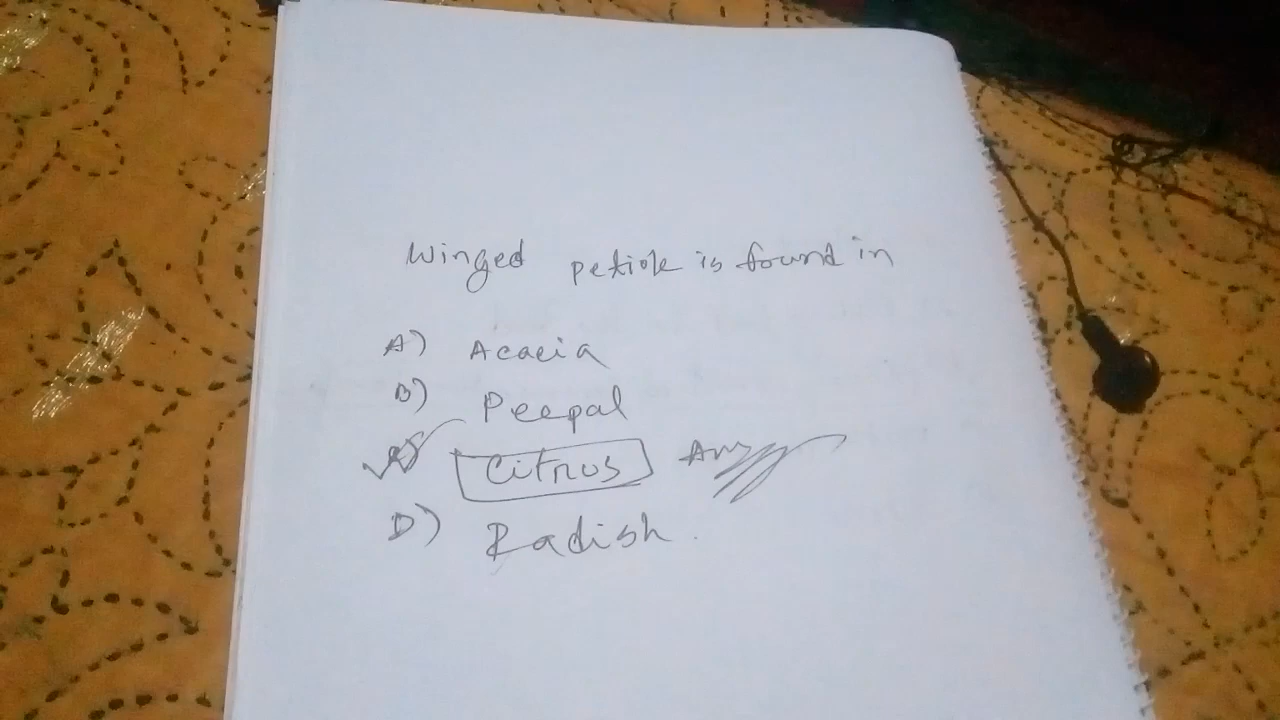 Winged petiole is found in
A) Acacia
B) Peepal
Citrus Ans
D) Radish.